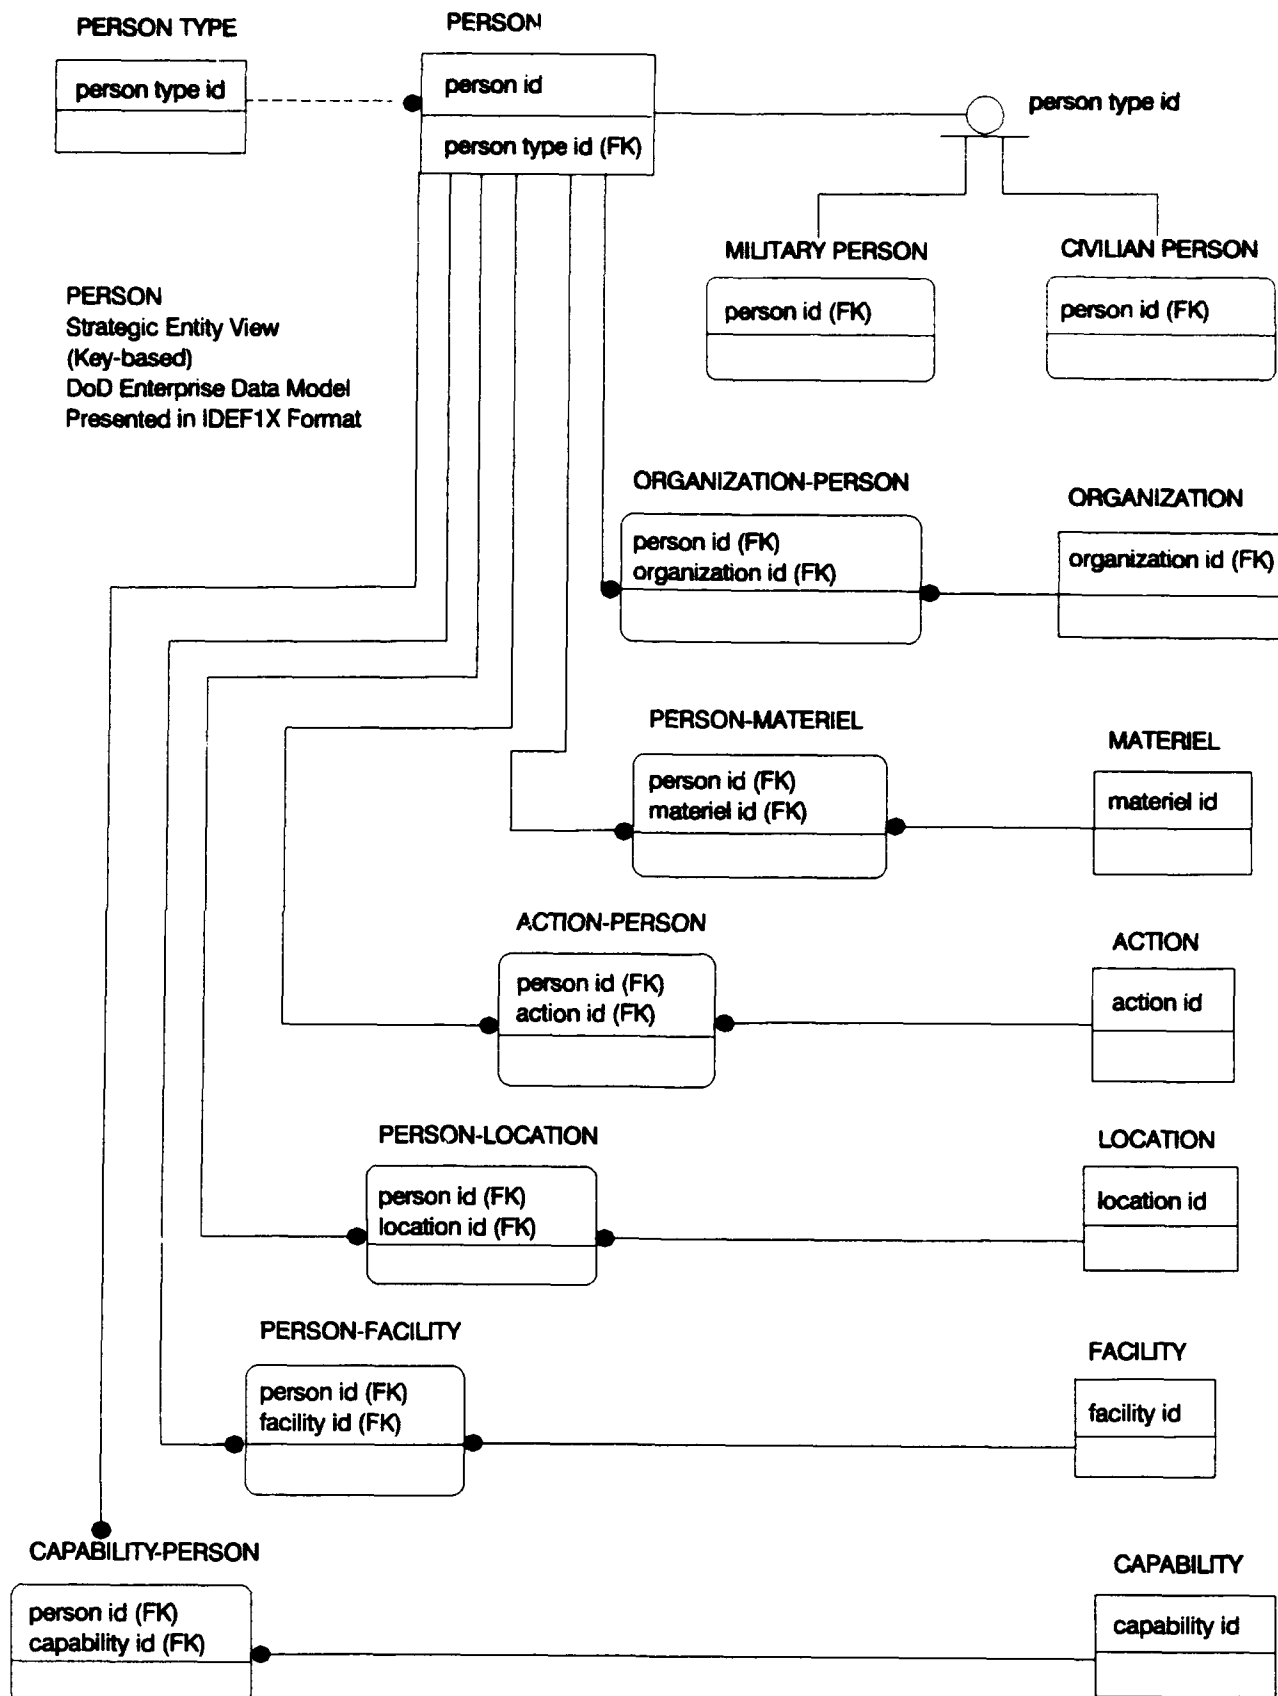 PERSON TYPE
person type id
PERSON
person id
person type id (FK)
person type id
MILITARY PERSON
person id (FK)
CIVILIAN PERSON
person id (FK)
PERSON
Strategic Entity View
(Key-based)
DoD Enterprise Data Model
Presented in IDEF1X Format
ORGANIZATION-PERSON
person id (FK)
organization id (FK)
ORGANIZATION
organization id (FK)
PERSON-MATERIEL
person id (FK)
materiel id (FK)
MATERIEL
materiel id
ACTION-PERSON
person id (FK)
action id (FK)
ACTION
action id
PERSON-LOCATION
person id (FK)
location id (FK)
LOCATION
location id
PERSON-FACILITY
person id (FK)
facility id (FK)
FACILITY
facility id
CAPABILITY-PERSON
person id (FK)
capability id (FK)
CAPABILITY
capability id